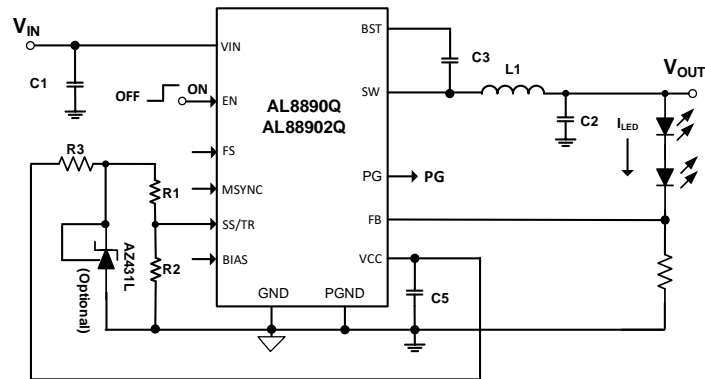 VIN
C1
OFF
ON
VIN
EN
FS
MSYNC
SS/TR
BIAS
GND
PGND
BST
SW
PG
FB
VCC
AL8890Q
AL88902Q
C3
L1
VOUT
C2
ILED
PG
C5
R3
R1
R2
AZ431L
(Optional)